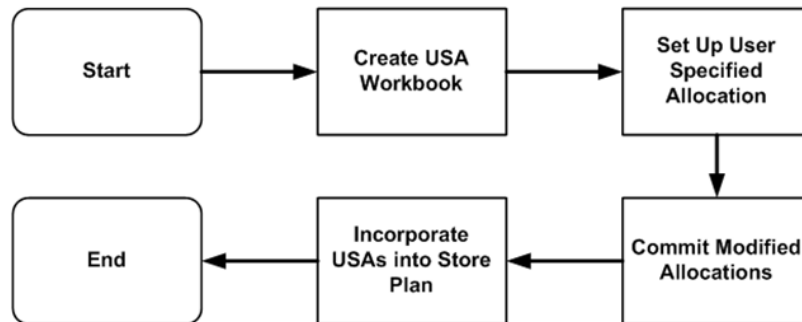 Start
Create USA
Workbook
Set Up User
Specified
Allocation
Commit Modified
Allocations
Incorporate
USAs into Store
Plan
End